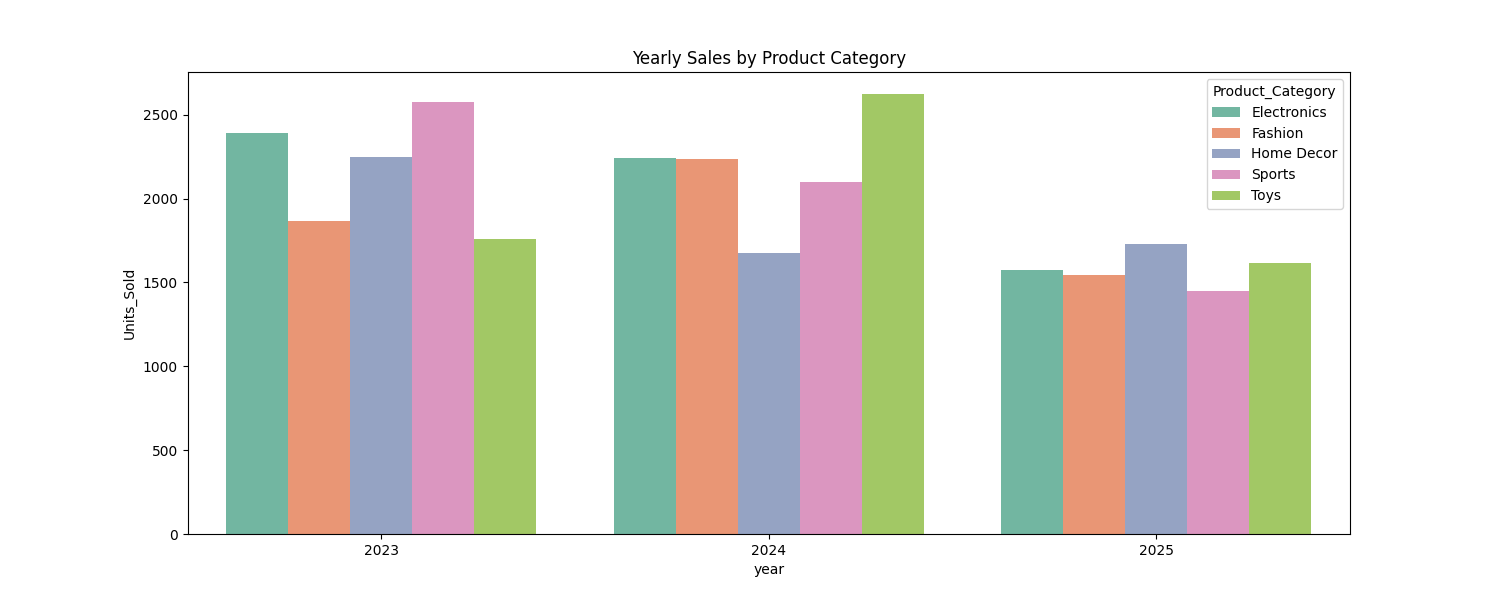 Yearly Sales by Product Category
Product_Category
Electronics
Fashion
Home Decor
Sports
Toys
Units_Sold
2500
2000
1500
1000
500
0
2023 2024 2025
year